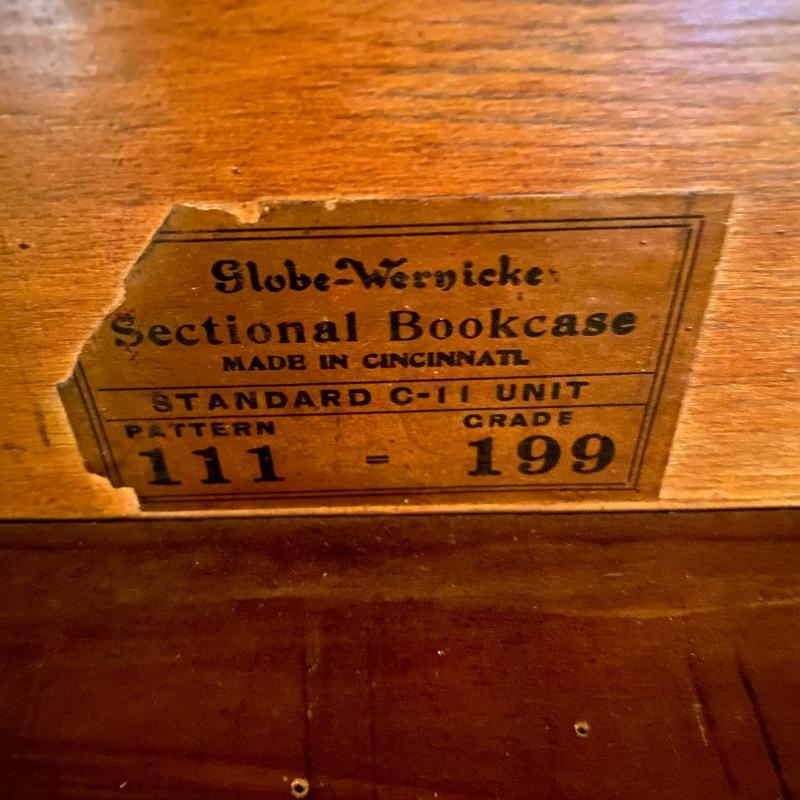 Globe-Wernicke
Sectional Bookcase
MADE IN CINCINNATI.
STANDARD C-11 UNIT
PATTERN GRADE
111 = 199